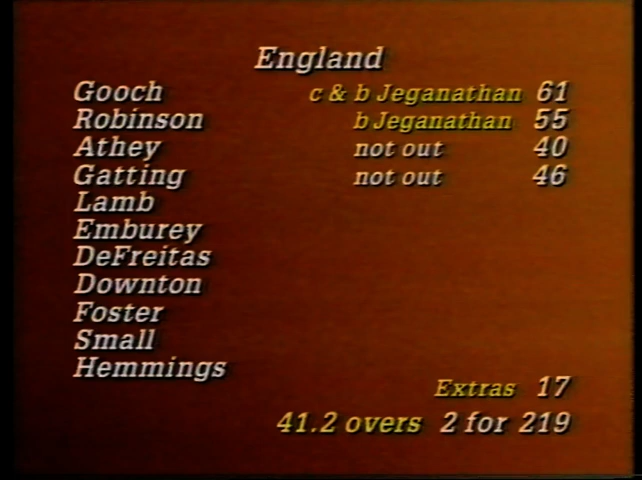 England
Gooch c & b Jeganathan 61
Robinson b Jeganathan 55
Athey not out 40
Gatting not out 46
Lamb
Emburey
DeFreitas
Downton
Foster
Small
Hemmings
Extras 17
41.2 overs 2 for 219